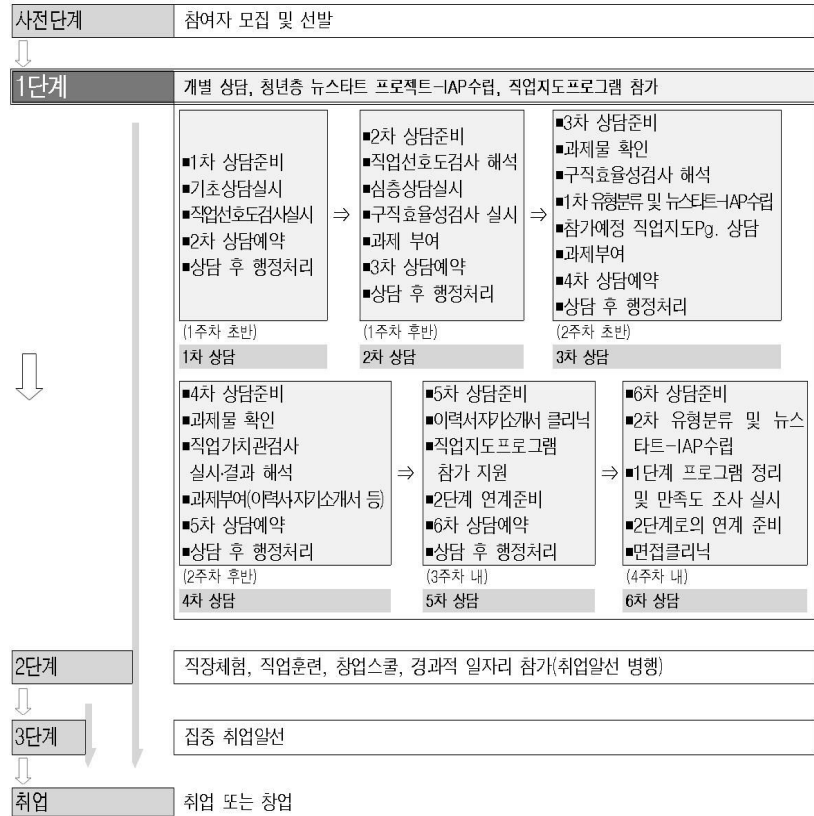 사전단계
참여자 모집 및 선발
1단계
개별 상담, 청년층 뉴스타트 프로젝트-IAP수립, 직업지도프로그램 참가
■1차 상담준비
■기초상담실시
■직업선호도검사실시
■2차 상담예약
■상담 후 행정처리
(1주차 초반)
1차 상담
⇒
■2차 상담준비
■직업선호도검사 해석
■심층상담실시
■구직효율성검사 실시
■과제 부여
■3차 상담예약
■상담 후 행정처리
(1주차 후반)
2차 상담
⇒
■3차 상담준비
■과제물 확인
■구직효율성검사 해석
■1차 유형분류 및 뉴스타트-IAP수립
■참가예정 직업지도Pg. 상담
■과제부여
■4차 상담예약
■상담 후 행정처리
(2주차 초반)
3차 상담
■4차 상담준비
■과제물 확인
■직업가치관검사
실시·결과 해석
■과제부여(이력서·자기소개서 등)
■5차 상담예약
■상담 후 행정처리
(2주차 후반)
4차 상담
⇒
■5차 상담준비
■이력서·자기소개서 클리닉
■직업지도프로그램
참가 지원
■2단계 연계준비
■6차 상담예약
■상담 후 행정처리
(3주차 내)
5차 상담
⇒
■6차 상담준비
■2차 유형분류 및 뉴스
타트-IAP수립
■1단계 프로그램 정리
및 만족도 조사 실시
■2단계로의 연계 준비
■면접클리닉
(4주차 내)
6차 상담
2단계
직장체험, 직업훈련, 창업스쿨, 경과적 일자리 참가(취업알선 병행)
3단계
집중 취업알선
취업
취업 또는 창업